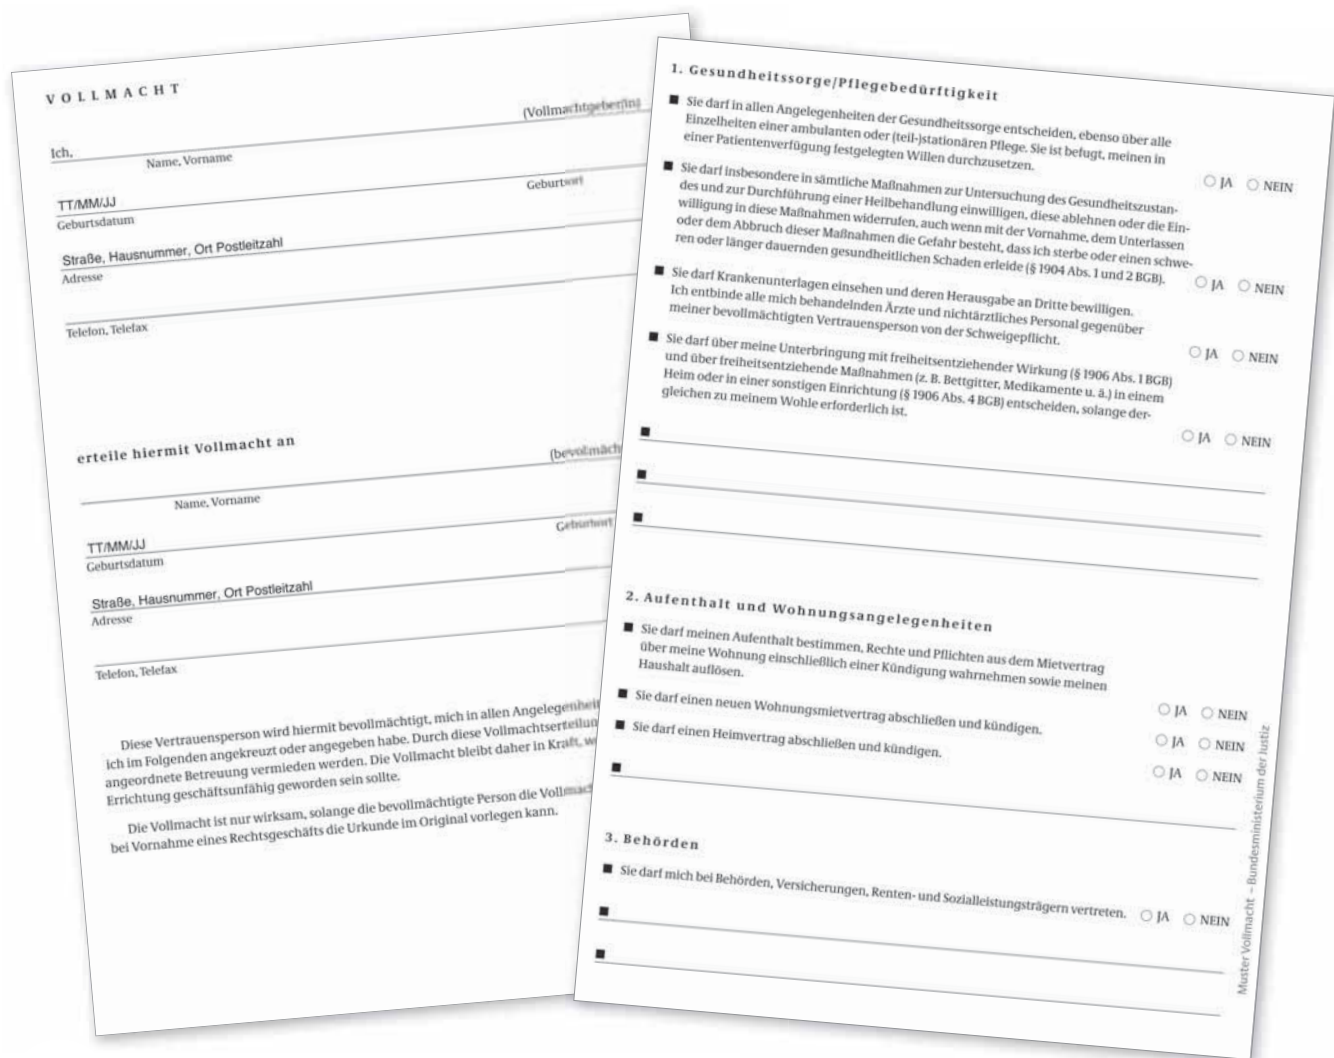 VOLLMACHT
(Vollmachtgeber/in)
Ich,
Name, Vorname
TT/MM/JJ
Geburtsdatum
Geburtsort
Straße, Hausnummer, Ort Postleitzahl
Adresse
Telefon, Telefax
erteile hiermit Vollmacht an
(bevollmäch
Name, Vorname
TT/MM/JJ
Geburtsdatum
Geburtsort
Straße, Hausnummer, Ort Postleitzahl
Adresse
Telefon, Telefax
Diese Vertrauensperson wird hiermit bevollmächtigt, mich in allen Angelegenheit
ich im Folgenden angekreuzt oder angegeben habe. Durch diese Vollmachtserteilun
angeordnete Betreuung vermieden werden. Die Vollmacht bleibt daher in Kraft, w
Errichtung geschäftsunfähig geworden sein sollte.
Die Vollmacht ist nur wirksam, solange die bevollmächtigte Person die Vollmach
bei Vornahme eines Rechtsgeschäfts die Urkunde im Original vorlegen kann.
1. Gesundheitssorge/Pflegebedürftigkeit
■ Sie darf in allen Angelegenheiten der Gesundheitssorge entscheiden, ebenso über alle
Einzelheiten einer ambulanten oder (teil-)stationären Pflege. Sie ist befugt, meinen in
einer Patientenverfügung festgelegten Willen durchzusetzen.
○ JA ○ NEIN
■ Sie darf insbesondere in sämtliche Maßnahmen zur Untersuchung des Gesundheitszustan-
des und zur Durchführung einer Heilbehandlung einwilligen, diese ablehnen oder die Ein-
willigung in diese Maßnahmen widerrufen, auch wenn mit der Vornahme, dem Unterlassen
oder dem Abbruch dieser Maßnahmen die Gefahr besteht, dass ich sterbe oder einen schwe-
ren oder länger dauernden gesundheitlichen Schaden erleide (§ 1904 Abs. 1 und 2 BGB).
○ JA ○ NEIN
■ Sie darf Krankenunterlagen einsehen und deren Herausgabe an Dritte bewilligen.
Ich entbinde alle mich behandelnden Ärzte und nichtärztliches Personal gegenüber
meiner bevollmächtigten Vertrauensperson von der Schweigepflicht.
○ JA ○ NEIN
■ Sie darf über meine Unterbringung mit freiheitsentziehender Wirkung (§ 1906 Abs. 1 BGB)
und über freiheitsentziehende Maßnahmen (z. B. Bettgitter, Medikamente u. ä.) in einem
Heim oder in einer sonstigen Einrichtung (§ 1906 Abs. 4 BGB) entscheiden, solange der-
gleichen zu meinem Wohle erforderlich ist.
○ JA ○ NEIN
■
■
■
2. Aufenthalt und Wohnungsangelegenheiten
■ Sie darf meinen Aufenthalt bestimmen, Rechte und Pflichten aus dem Mietvertrag
über meine Wohnung einschließlich einer Kündigung wahrnehmen sowie meinen
Haushalt auflösen.
○ JA ○ NEIN
■ Sie darf einen neuen Wohnungsmietvertrag abschließen und kündigen.
○ JA ○ NEIN
■ Sie darf einen Heimvertrag abschließen und kündigen.
○ JA ○ NEIN
■
3. Behörden
■ Sie darf mich bei Behörden, Versicherungen, Renten- und Sozialleistungsträgern vertreten. ○ JA ○ NEIN
■
■
Muster Vollmacht – Bundesministerium der Justiz